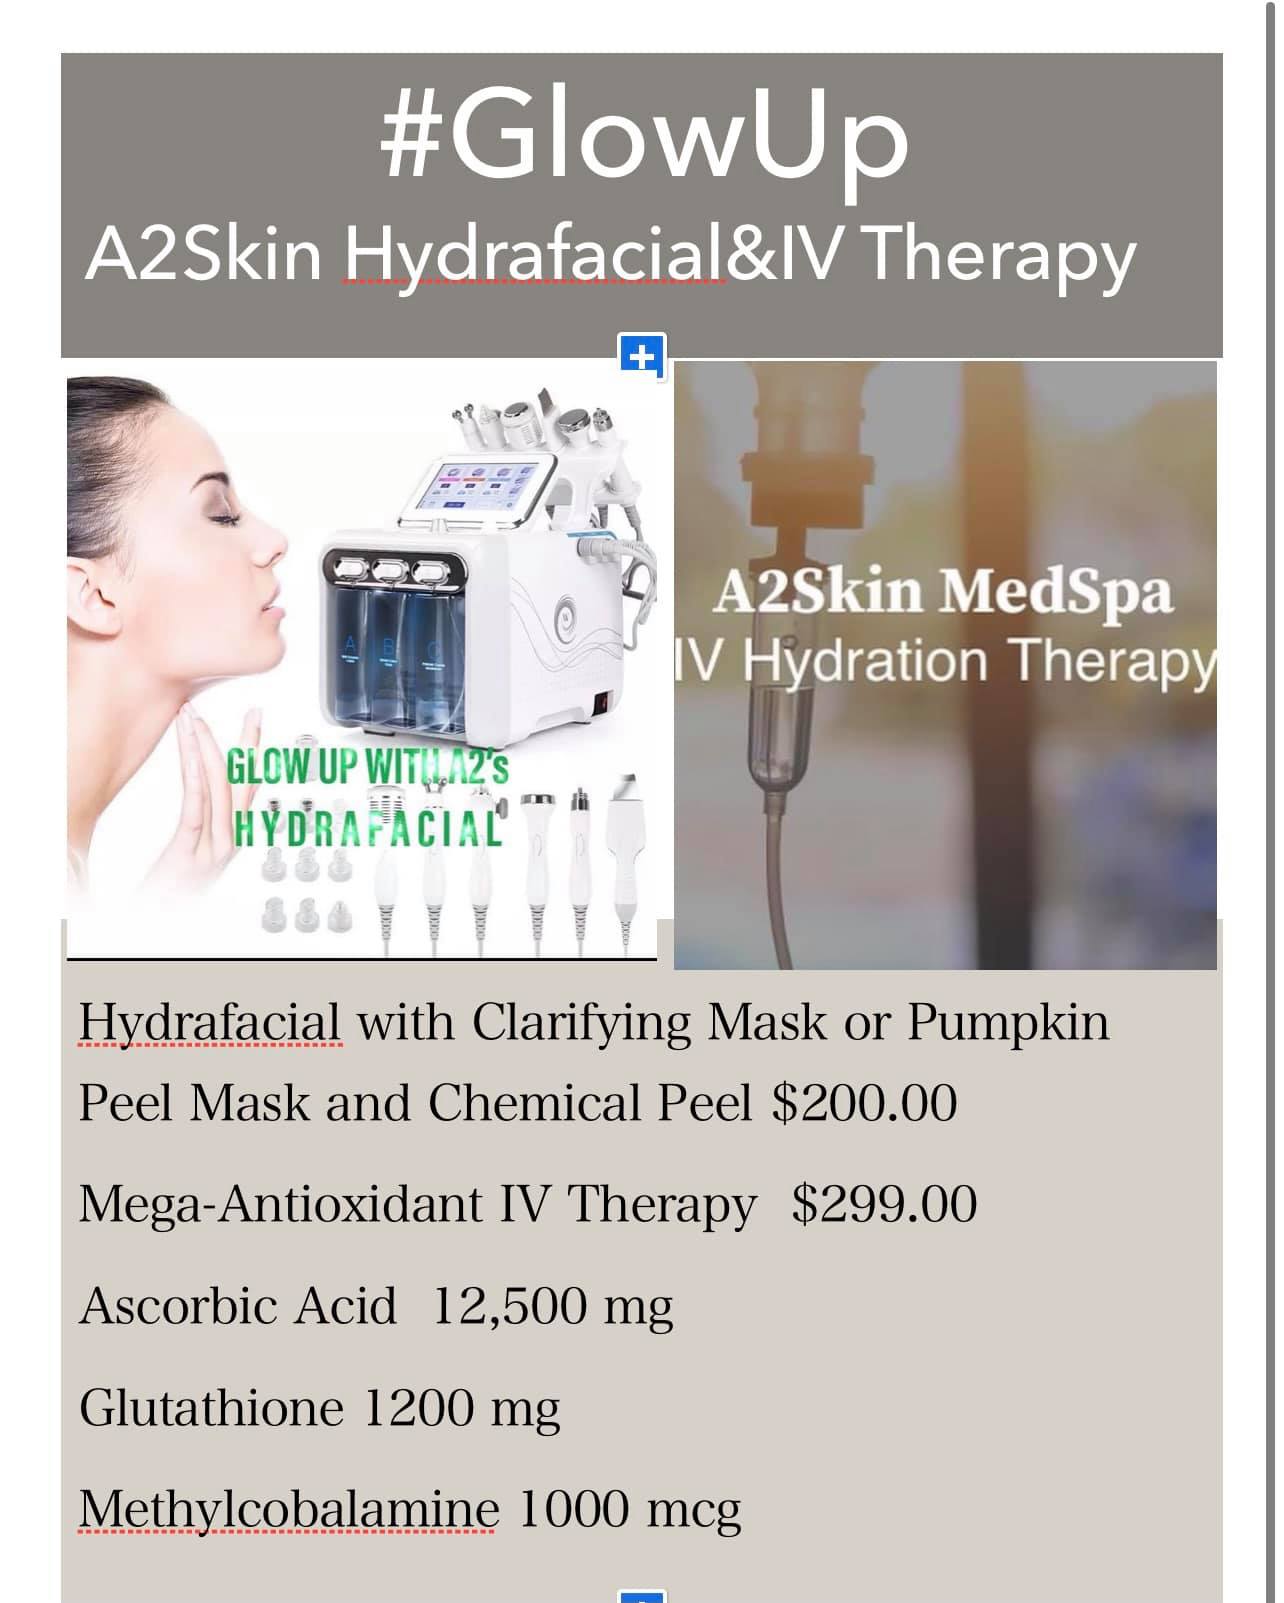 #GlowUp
A2Skin Hydrafacial&IV Therapy
A B C
GLOW UP WITH A2's
HYDRAFACIAL
A2Skin MedSpa
IV Hydration Therapy
Hydrafacial with Clarifying Mask or Pumpkin
Peel Mask and Chemical Peel $200.00
Mega-Antioxidant IV Therapy $299.00
Ascorbic Acid 12,500 mg
Glutathione 1200 mg
Methylcobalamine 1000 mcg